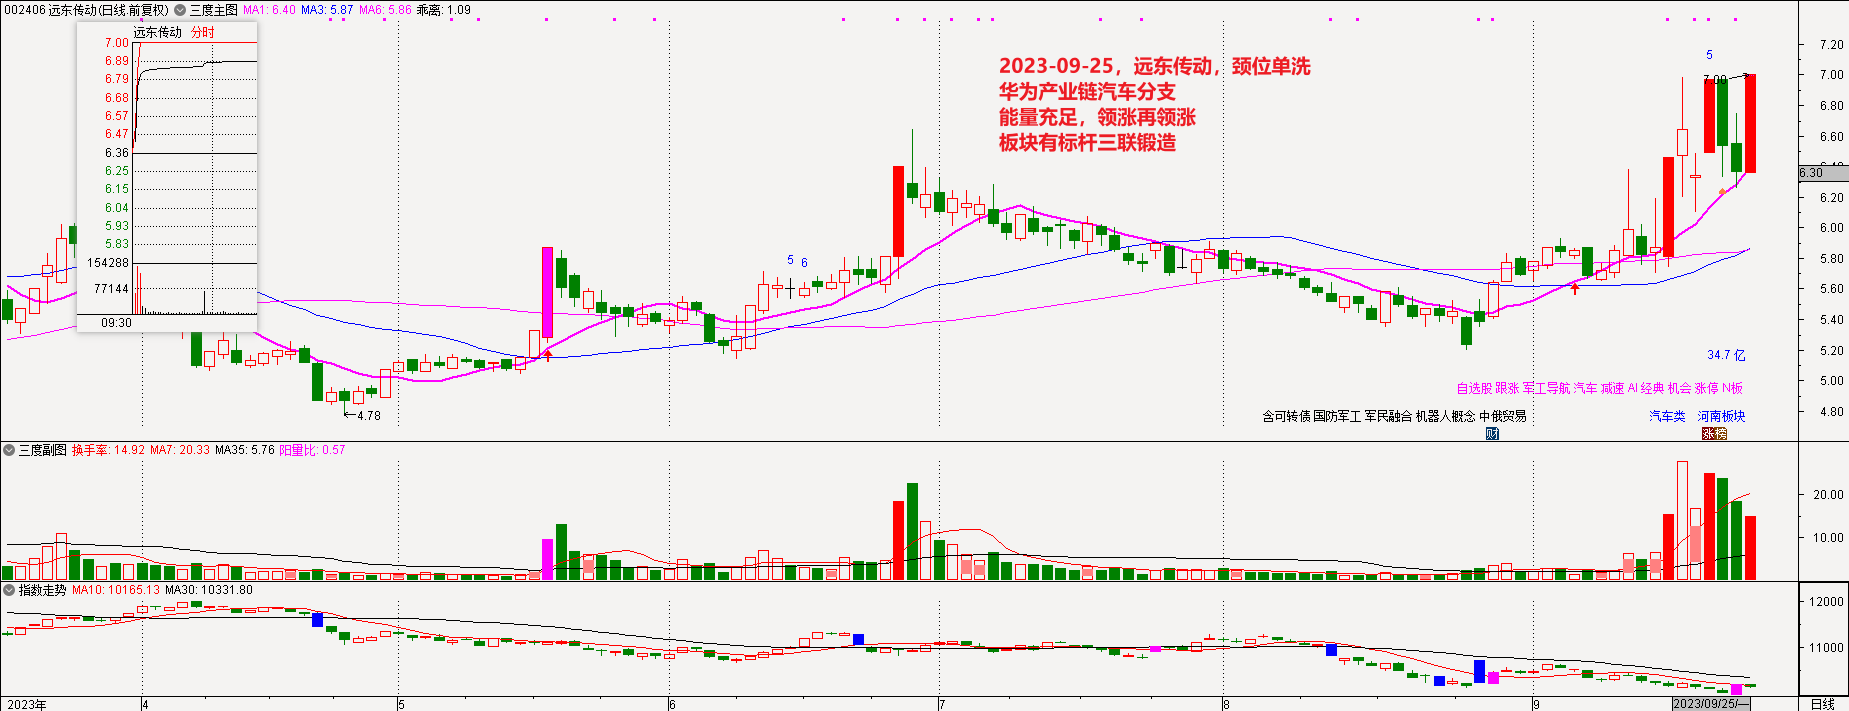 002406 远东传动(日线.前复权) 三度主图 MA1: 6.40 MA3: 5.87 MA6: 5.86 乖离: 1.09
远东传动 分时
7.00
6.89
6.79
6.68
6.57
6.47
6.36
6.25
6.15
6.04
5.93
5.83
154288
77144
09:30
2023-09-25，远东传动，颈位单洗
华为产业链汽车分支
能量充足，领涨再领涨
板块有标杆三联锻造
5
7.00
5 6
←4.78
7.20
7.00
6.80
6.60
6.40
6.30
6.20
6.00
5.80
5.60
5.40
5.20
5.00
4.80
34.7 亿
自选股 跟涨 军工导航 汽车 减速 AI 经典 机会 涨停 N板
含可转债 国防军工 军民融合 机器人概念 中俄贸易 汽车类 河南板块
财 涨榜
三度副图 换手率: 14.92 MA7: 20.33 MA35: 5.76 阳量比: 0.57
20.00
10.00
指数走势 MA10: 10165.13 MA30: 10331.80
12000
11000
2023年 4 5 6 7 8 9 2023/09/25/一 日线